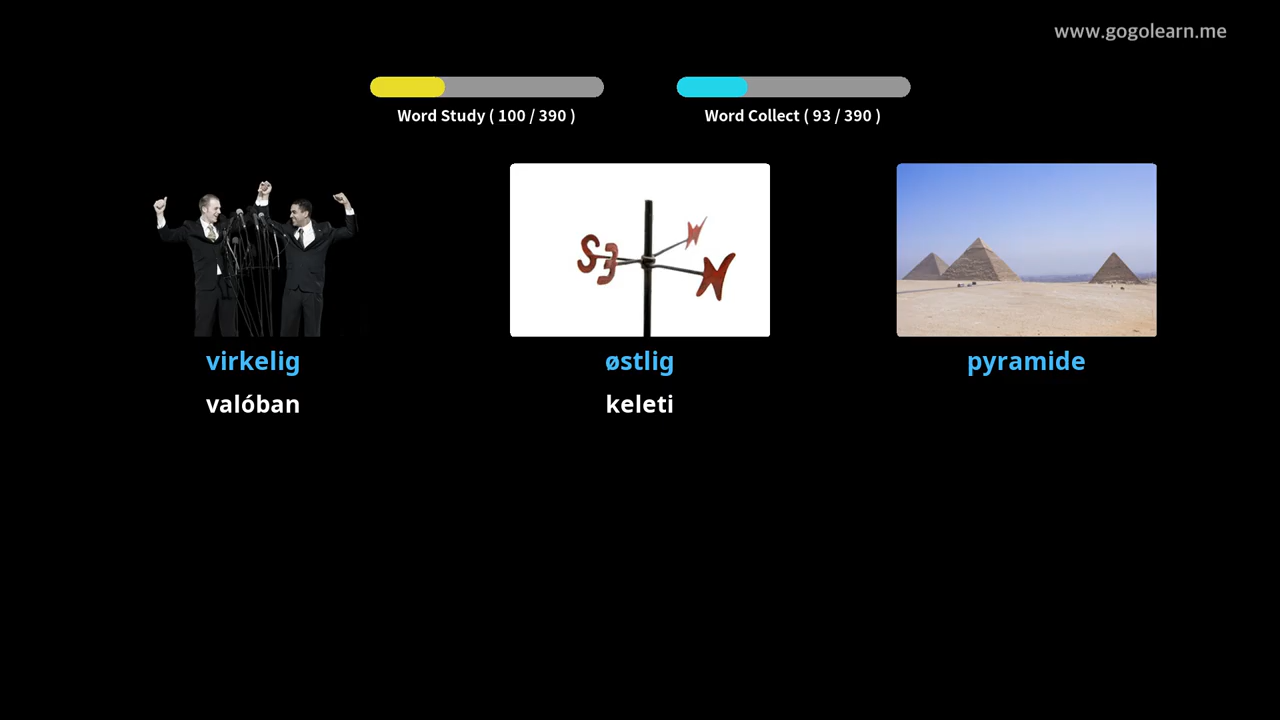 www.gogolearn.me
Word Study ( 100 / 390 )
Word Collect ( 93 / 390 )
S E N
virkelig
østlig
pyramide
valóban
keleti